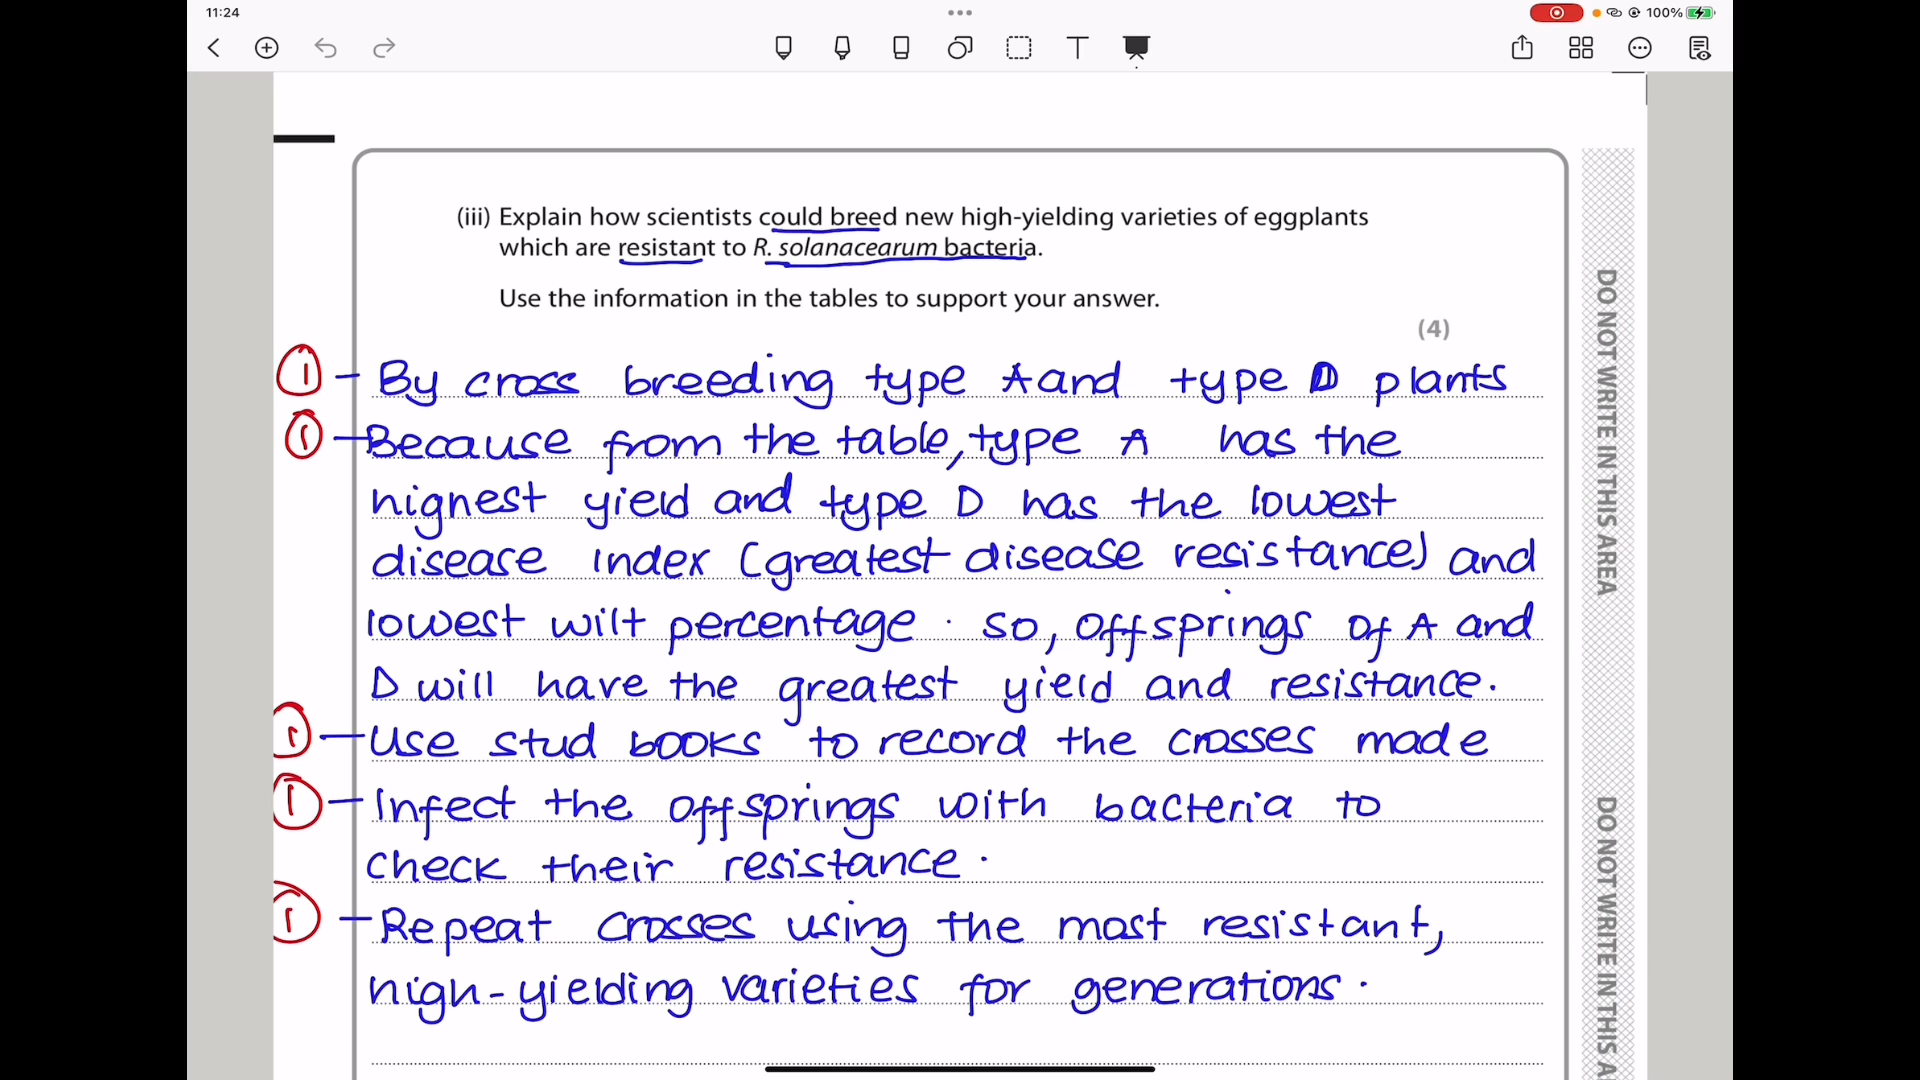 11:24
100%
(iii) Explain how scientists could breed new high-yielding varieties of eggplants
which are resistant to R. solanacearum bacteria.
Use the information in the tables to support your answer.
(4)
1 - By cross breeding type A and type D plants
1 - Because from the table, type A has the
highest yield and type D has the lowest
disease index (greatest disease resistance) and
lowest wilt percentage. So, offsprings of A and
D will have the greatest yield and resistance.
1 - Use stud books to record the crosses made
1 - Infect the offsprings with bacteria to
check their resistance.
1 - Repeat crosses using the most resistant,
high-yielding varieties for generations.
DO NOT WRITE IN THIS AREA
DO NOT WRITE IN THIS A